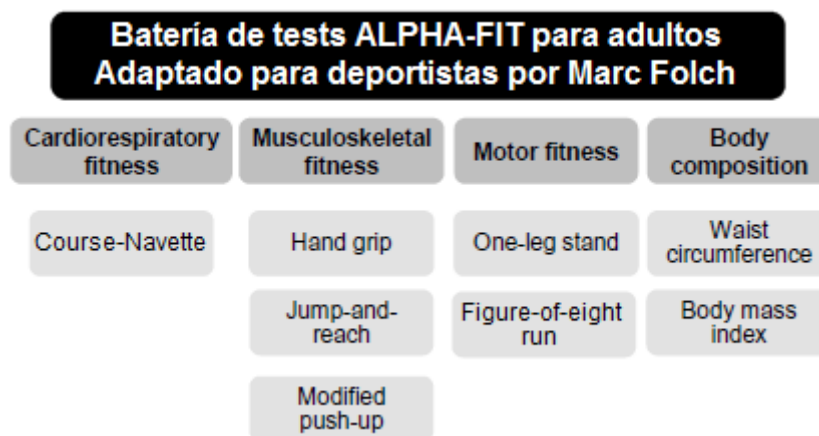 Batería de tests ALPHA-FIT para adultos
Adaptado para deportistas por Marc Folch
Cardiorespiratory
fitness
Musculoskeletal
fitness
Motor fitness
Body
composition
Course-Navette
Hand grip
Jump-and-
reach
Modified
push-up
One-leg stand
Figure-of-eight
run
Waist
circumference
Body mass
index